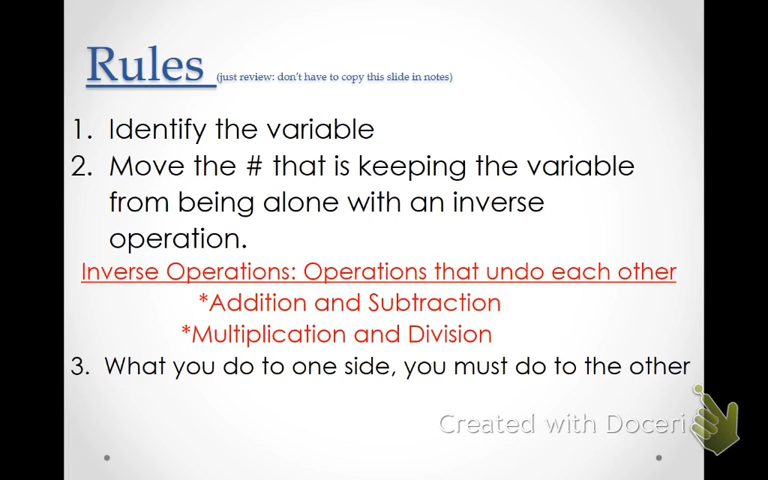 Rules (just review: don't have to copy this slide in notes)
1. Identify the variable
2. Move the # that is keeping the variable
from being alone with an inverse
operation.
Inverse Operations: Operations that undo each other
*Addition and Subtraction
*Multiplication and Division
3. What you do to one side, you must do to the other
Created with Doceri